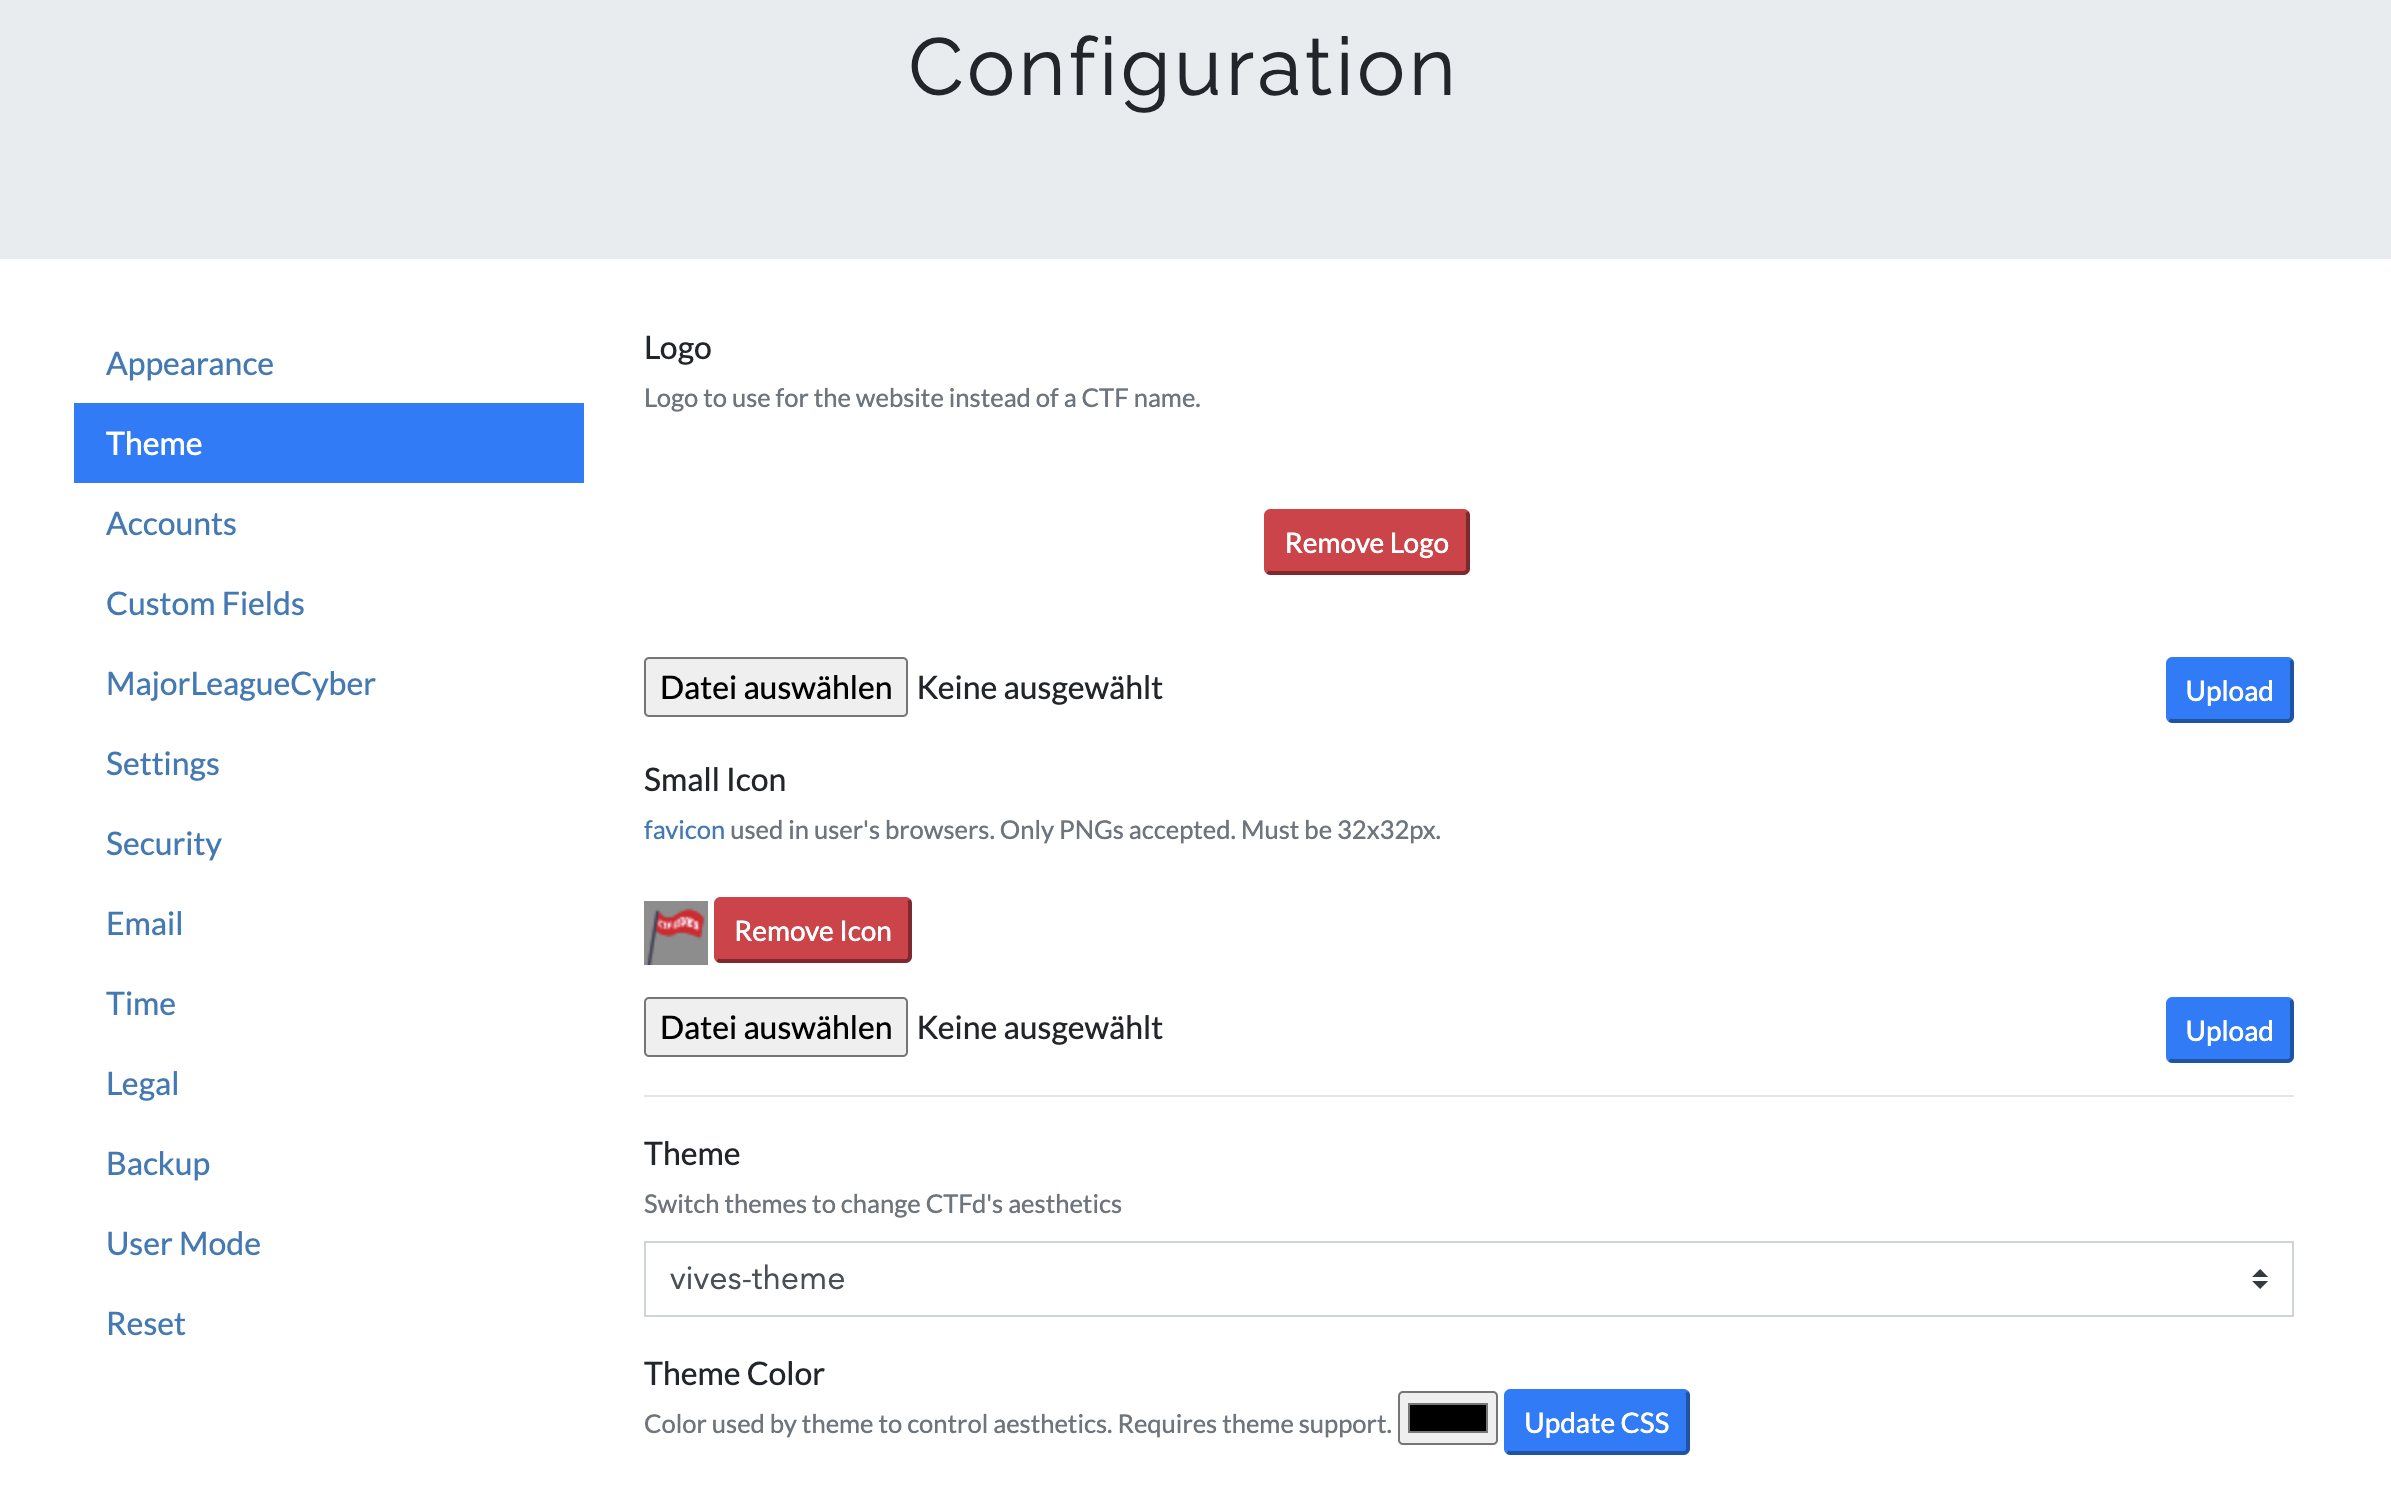 Configuration
Appearance
Theme
Accounts
Custom Fields
MajorLeagueCyber
Settings
Security
Email
Time
Legal
Backup
User Mode
Reset
Logo
Logo to use for the website instead of a CTF name.
Remove Logo
Datei auswählen Keine ausgewählt
Upload
Small Icon
favicon used in user's browsers. Only PNGs accepted. Must be 32x32px.
Remove Icon
Datei auswählen Keine ausgewählt
Upload
Theme
Switch themes to change CTFd's aesthetics
vives-theme
Theme Color
Color used by theme to control aesthetics. Requires theme support.
Update CSS